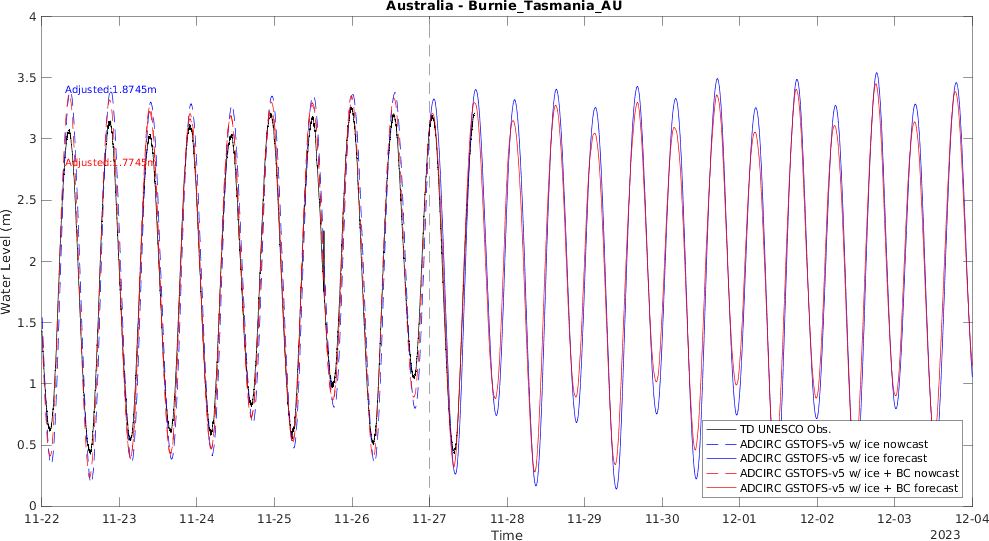 Australia - Burnie_Tasmania_AU
Water Level (m)
4
3.5
3
2.5
2
1.5
1
0.5
0
Adjusted:1.8745m
Adjusted:1.7745m
TD UNESCO Obs.
ADCIRC GSTOFS-v5 w/ ice nowcast
ADCIRC GSTOFS-v5 w/ ice forecast
ADCIRC GSTOFS-v5 w/ ice + BC nowcast
ADCIRC GSTOFS-v5 w/ ice + BC forecast
11-22 11-23 11-24 11-25 11-26 11-27 11-28 11-29 11-30 12-01 12-02 12-03 12-04
Time
2023